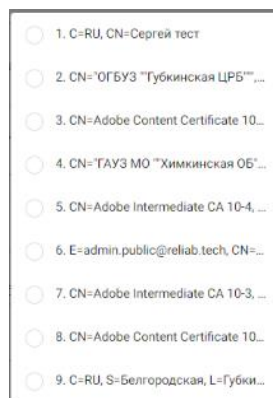 1. C=RU, CN=Сергей тест
2. CN="ОГБУЗ ""Губкинская ЦРБ""",...
3. CN=Adobe Content Certificate 10...
4. CN="ГАУЗ МО ""Химкинская ОБ"...
5. CN=Adobe Intermediate CA 10-4, ...
6. E=admin.public@reliab.tech, CN=...
7. CN=Adobe Intermediate CA 10-3, ...
8. CN=Adobe Content Certificate 10...
9. C=RU, S=Белгородская, L=Губки...